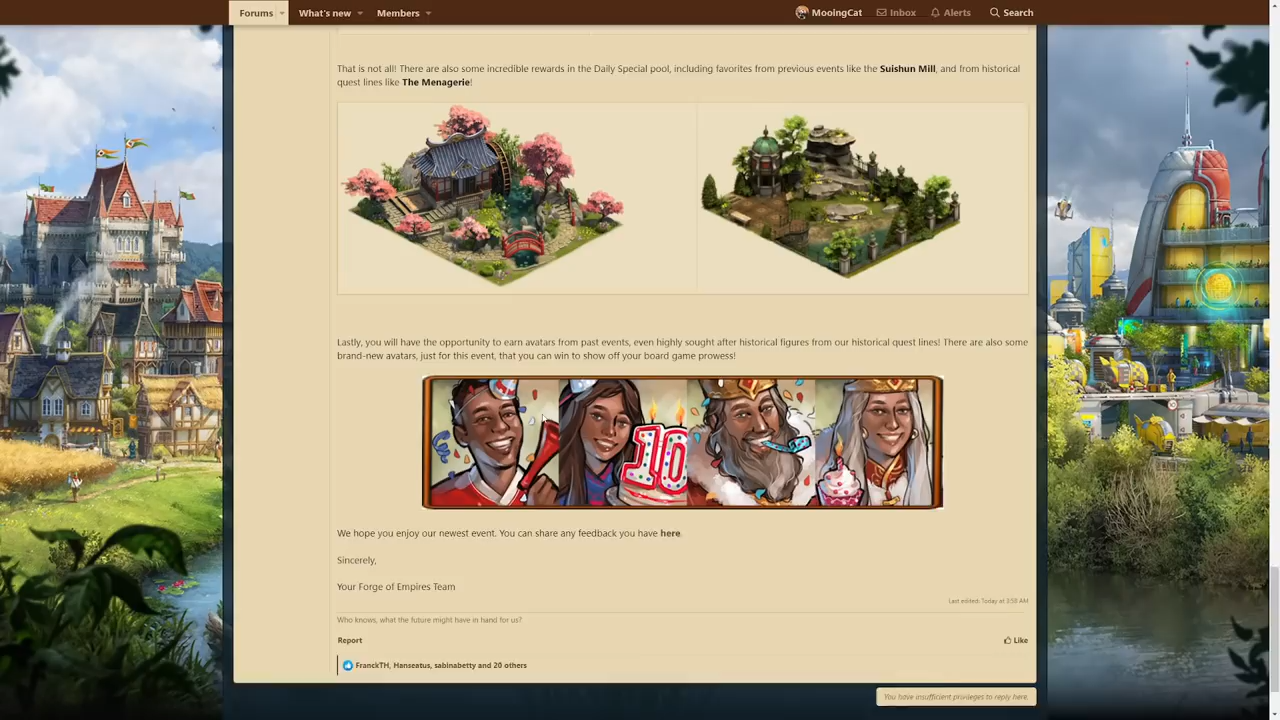 Forums
What's new
Members
MooingCat
Inbox
Alerts
Search
That is not all! There are also some incredible rewards in the Daily Special pool, including favorites from previous events like the Suishun Mill, and from historical
quest lines like The Menagerie!
Lastly, you will have the opportunity to earn avatars from past events, even highly sought after historical figures from our historical quest lines! There are also some
brand-new avatars, just for this event, that you can win to show off your board game prowess!
10
We hope you enjoy our newest event. You can share any feedback you have here.
Sincerely,
Your Forge of Empires Team
Last edited: Today at 3:58 AM
Who knows, what the future might have in hand for us?
Report
Like
FranckTH, Hanseatus, sabinabetty and 20 others
You have insufficient privileges to reply here.